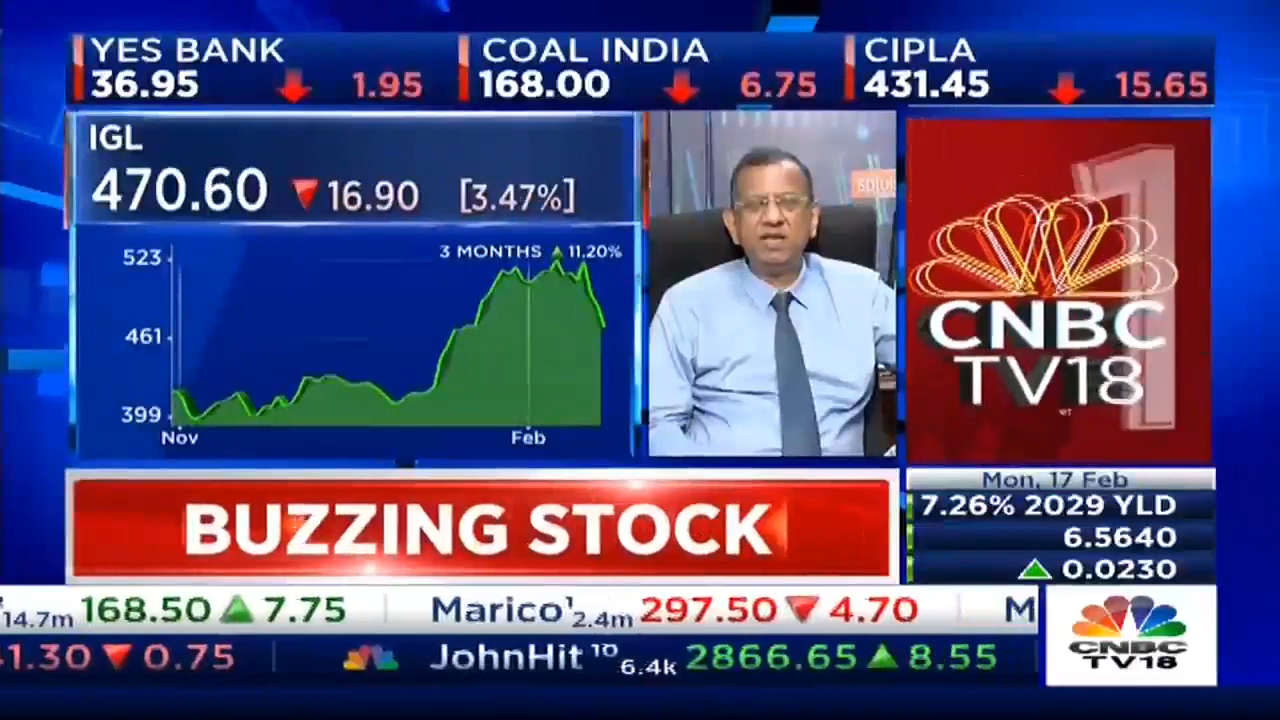 YES BANK
36.95 1.95
COAL INDIA
168.00 6.75
CIPLA
431.45 15.65
IGL
470.60 16.90 [3.47%]
3 MONTHS 11.20%
523
461
399
Nov Feb
CNBC
TV18
1
BUZZING STOCK
Mon, 17 Feb
7.26% 2029 YLD
6.5640
0.0230
14.7m 168.50 7.75 Marico¹ 2.4m 297.50 4.70 M
1.30 0.75 JohnHit¹⁰ 6.4k 2866.65 8.55
CNBC
TV18